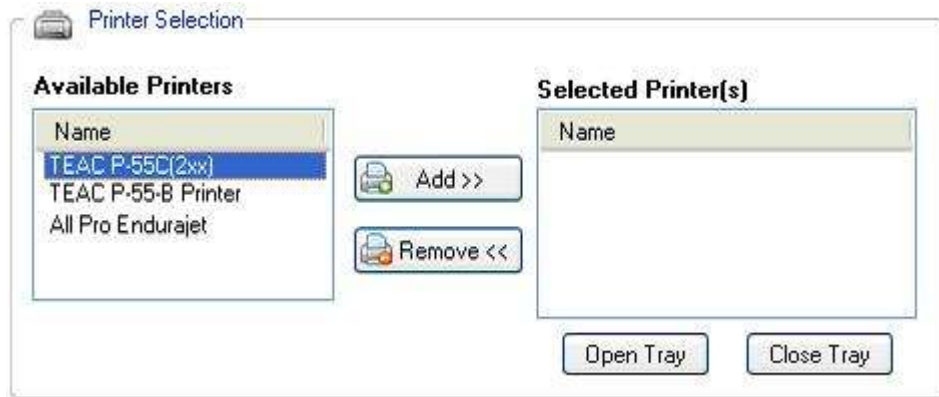 Printer Selection
Available Printers
Name
TEAC P-55C(2xx)
TEAC P-55-B Printer
All Pro Endurajet
Add >>
Remove <<
Selected Printer(s)
Name
Open Tray
Close Tray